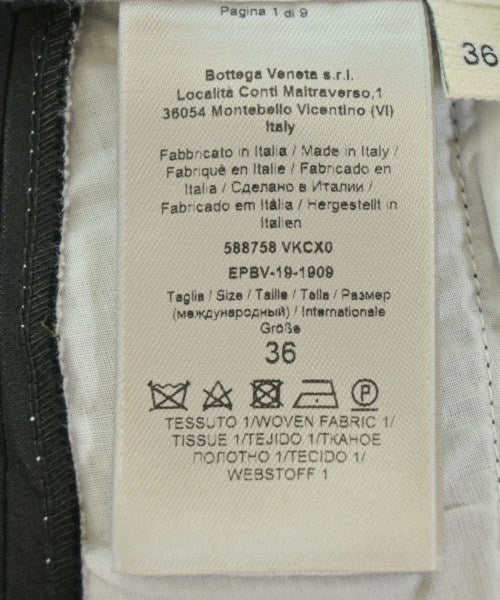 Pagina 1 di 9
36
Bottega Veneta s.r.l.
Località Conti Maltraverso,1
36054 Montebello Vicentino (VI)
Italy
Fabbricato in Italia / Made in Italy /
Fabriqué en Italie / Fabricado en
Italia / Сделано в Италии /
Fabricado em Itália / Hergestellt in
Italien
588758 VKCX0
EPBV-19-1909
Taglia / Size / Taille / Talla / Размер
(международный) / Internationale
Größe
36
P
TESSUTO 1/WOVEN FABRIC 1/
TISSUE 1/TEJIDO 1/ТКАНОЕ
ПОЛОТНО 1/TECIDO 1/
WEBSTOFF 1